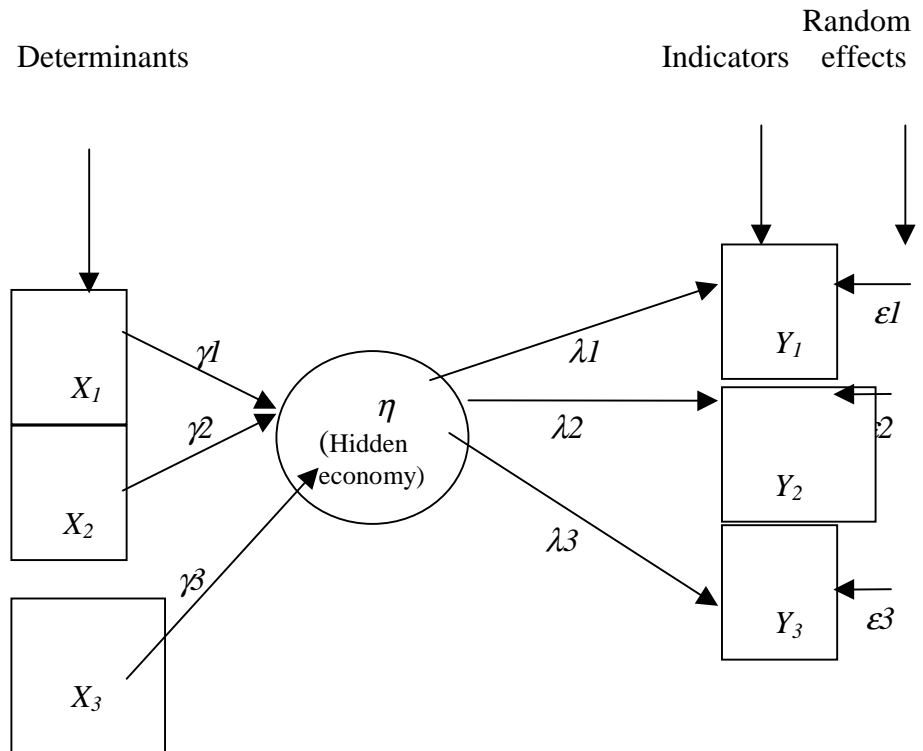 Random
Determinants
Indicators effects
γ1
λ1
ε1
X₁
Y₁
η
γ2
λ2
ε2
(Hidden
economy)
X₂
Y₂
γ3
λ3
ε3
X₃
Y₃